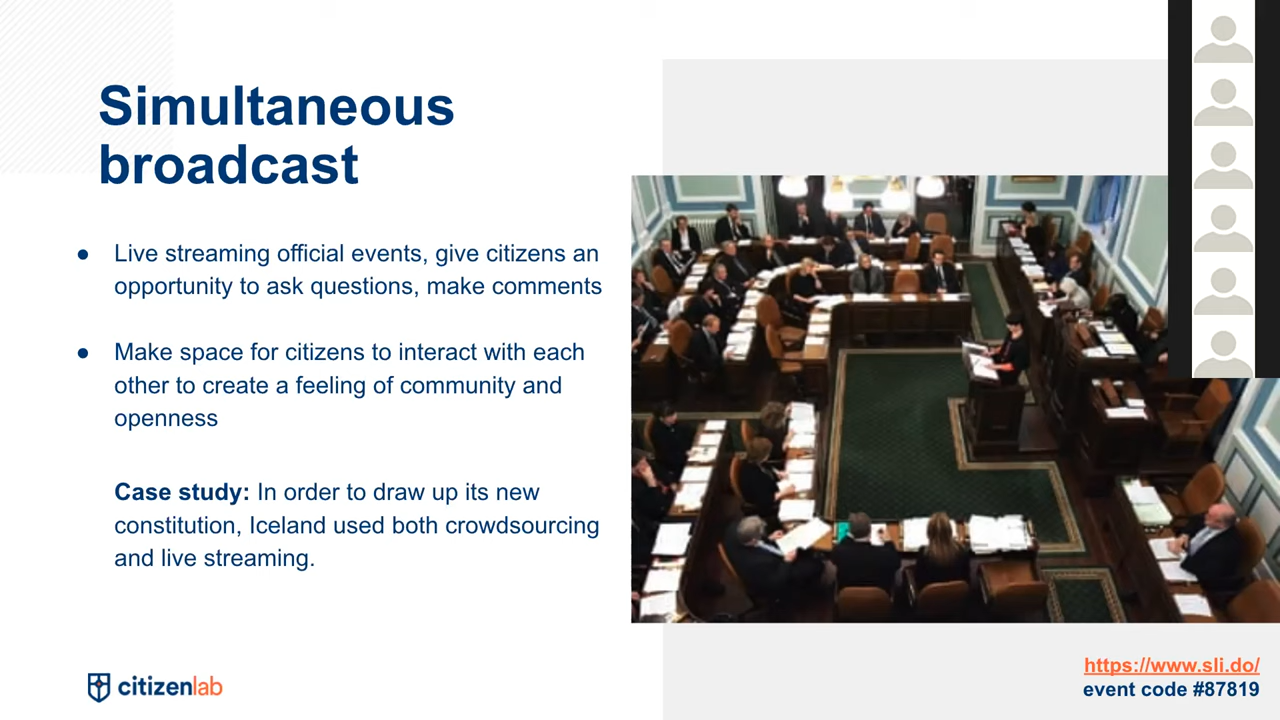 Simultaneous
broadcast
● Live streaming official events, give citizens an
opportunity to ask questions, make comments
● Make space for citizens to interact with each
other to create a feeling of community and
openness
Case study: In order to draw up its new
constitution, Iceland used both crowdsourcing
and live streaming.
citizenlab
https://www.sli.do/
event code #87819